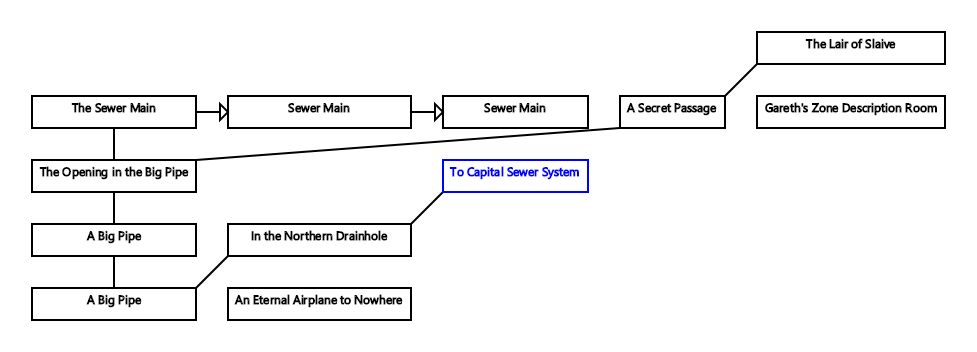 The Lair of Slaive
The Sewer Main
Sewer Main
Sewer Main
A Secret Passage
Gareth's Zone Description Room
The Opening in the Big Pipe
To Capital Sewer System
A Big Pipe
In the Northern Drainhole
A Big Pipe
An Eternal Airplane to Nowhere